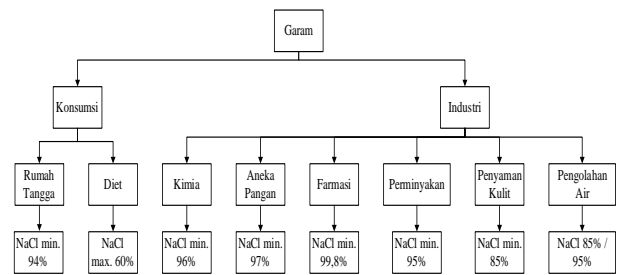 Garam
Konsumsi
Industri
Rumah
Tangga
Diet
Kimia
Aneka
Pangan
Farmasi
Perminyakan
Penyaman
Kulit
Pengolahan
Air
NaCl min.
94%
NaCl
max. 60%
NaCl min.
96%
NaCl min.
97%
NaCl min.
99,8%
NaCl min.
95%
NaCl min.
85%
NaCl 85% /
95%